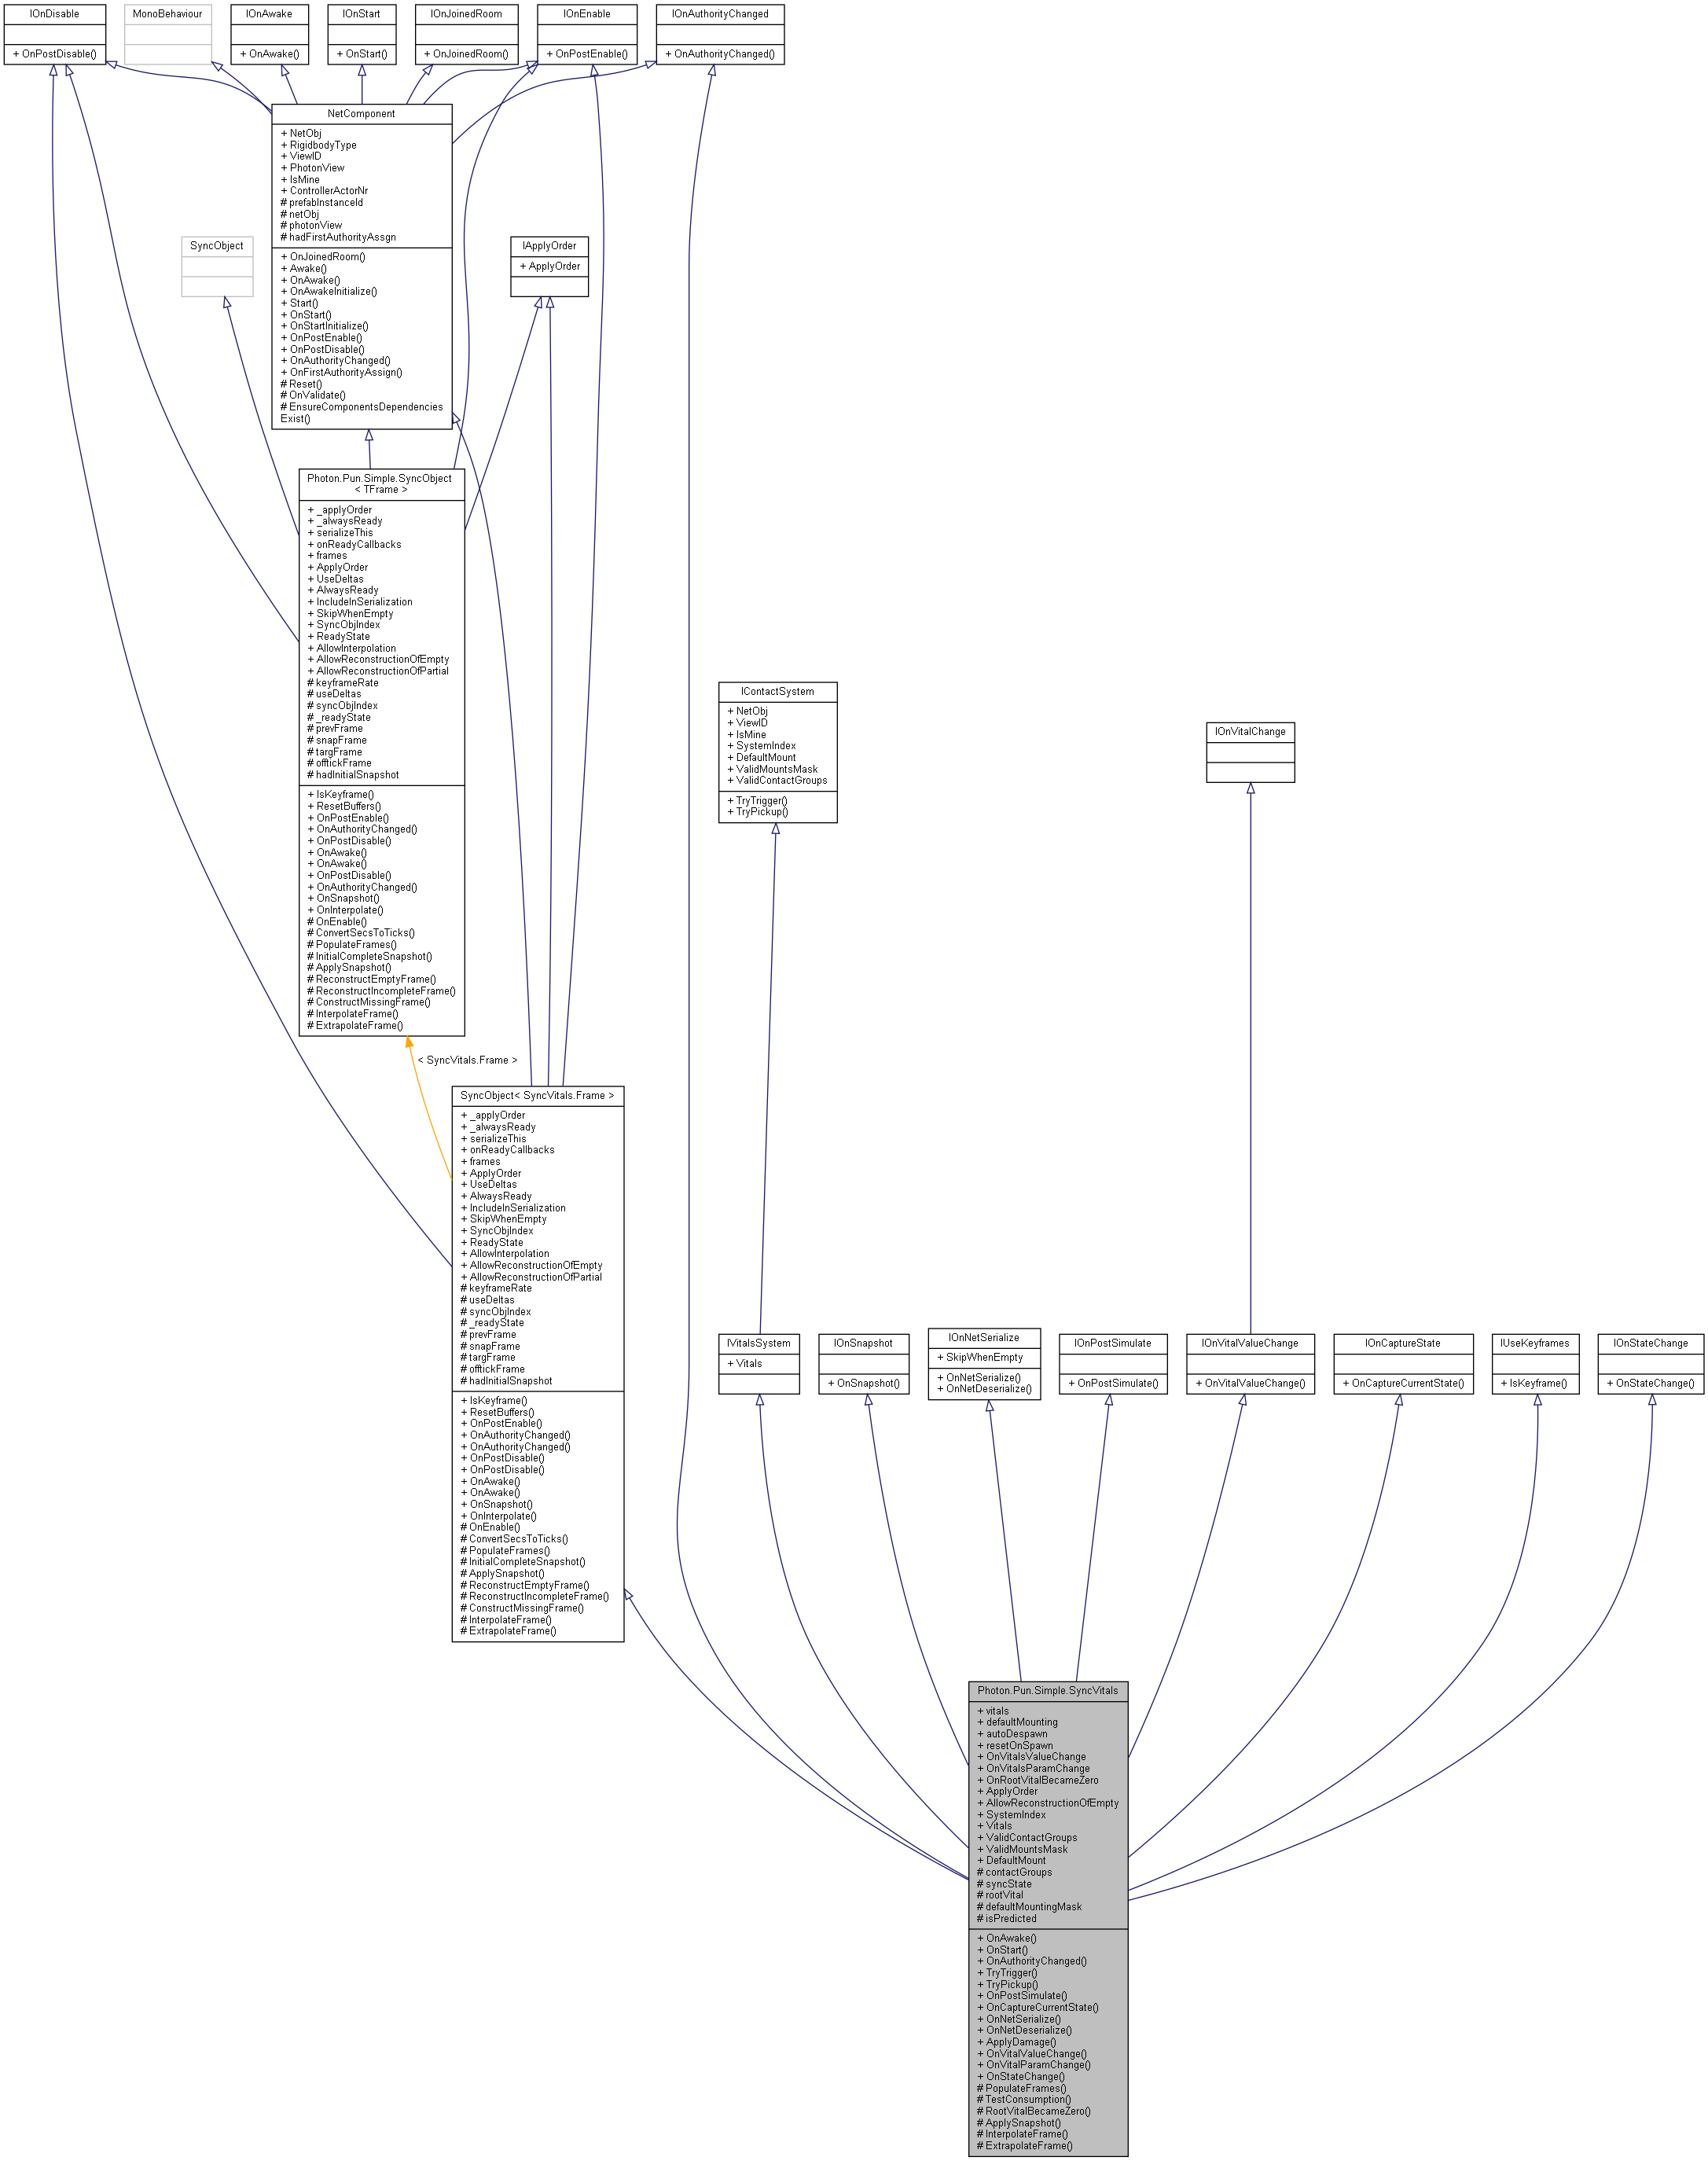 IOnDisable
+ OnPostDisable()
MonoBehaviour
IOnAwake
+ OnAwake()
IOnStart
+ OnStart()
IOnJoinedRoom
+ OnJoinedRoom()
IOnEnable
+ OnPostEnable()
IOnAuthorityChanged
+ OnAuthorityChanged()
NetComponent
+ NetObj
+ RigidbodyType
+ ViewID
+ PhotonView
+ IsMine
+ ControllerActorNr
# prefabInstanceId
# netObj
# photonView
# hadFirstAuthorityAssgn
+ OnJoinedRoom()
+ Awake()
+ OnAwake()
+ OnAwakeInitialize()
+ Start()
+ OnStart()
+ OnStartInitialize()
+ OnPostEnable()
+ OnPostDisable()
+ OnAuthorityChanged()
+ OnFirstAuthorityAssign()
# Reset()
# OnValidate()
# EnsureComponentsDependencies
Exist()
SyncObject
IApplyOrder
+ ApplyOrder
Photon.Pun.Simple.SyncObject
< TFrame >
+ _applyOrder
+ _alwaysReady
+ serializeThis
+ onReadyCallbacks
+ frames
+ ApplyOrder
+ UseDeltas
+ AlwaysReady
+ IncludeInSerialization
+ SkipWhenEmpty
+ SyncObjIndex
+ ReadyState
+ AllowInterpolation
+ AllowReconstructionOfEmpty
+ AllowReconstructionOfPartial
# keyframeRate
# useDeltas
# syncObjIndex
# _readyState
# prevFrame
# snapFrame
# targFrame
# offtickFrame
# hadInitialSnapshot
+ IsKeyframe()
+ ResetBuffers()
+ OnPostEnable()
+ OnAuthorityChanged()
+ OnPostDisable()
+ OnAwake()
+ OnAwake()
+ OnPostDisable()
+ OnAuthorityChanged()
+ OnSnapshot()
+ OnInterpolate()
# OnEnable()
# ConvertSecsToTicks()
# PopulateFrames()
# InitialCompleteSnapshot()
# ApplySnapshot()
# ReconstructEmptyFrame()
# ReconstructIncompleteFrame()
# ConstructMissingFrame()
# InterpolateFrame()
# ExtrapolateFrame()
< SyncVitals.Frame >
SyncObject< SyncVitals.Frame >
+ _applyOrder
+ _alwaysReady
+ serializeThis
+ onReadyCallbacks
+ frames
+ ApplyOrder
+ UseDeltas
+ AlwaysReady
+ IncludeInSerialization
+ SkipWhenEmpty
+ SyncObjIndex
+ ReadyState
+ AllowInterpolation
+ AllowReconstructionOfEmpty
+ AllowReconstructionOfPartial
# keyframeRate
# useDeltas
# syncObjIndex
# _readyState
# prevFrame
# snapFrame
# targFrame
# offtickFrame
# hadInitialSnapshot
+ IsKeyframe()
+ ResetBuffers()
+ OnPostEnable()
+ OnAuthorityChanged()
+ OnAuthorityChanged()
+ OnPostDisable()
+ OnPostDisable()
+ OnAwake()
+ OnAwake()
+ OnSnapshot()
+ OnInterpolate()
# OnEnable()
# ConvertSecsToTicks()
# PopulateFrames()
# InitialCompleteSnapshot()
# ApplySnapshot()
# ReconstructEmptyFrame()
# ReconstructIncompleteFrame()
# ConstructMissingFrame()
# InterpolateFrame()
# ExtrapolateFrame()
IContactSystem
+ NetObj
+ ViewID
+ IsMine
+ SystemIndex
+ DefaultMount
+ ValidMountsMask
+ ValidContactGroups
+ TryTrigger()
+ TryPickup()
IOnVitalChange
IVitalsSystem
+ Vitals
IOnSnapshot
+ OnSnapshot()
IOnNetSerialize
+ SkipWhenEmpty
+ OnNetSerialize()
+ OnNetDeserialize()
IOnPostSimulate
+ OnPostSimulate()
IOnVitalValueChange
+ OnVitalValueChange()
IOnCaptureState
+ OnCaptureCurrentState()
IUseKeyframes
+ IsKeyframe()
IOnStateChange
+ OnStateChange()
Photon.Pun.Simple.SyncVitals
+ vitals
+ defaultMounting
+ autoDespawn
+ resetOnSpawn
+ OnVitalsValueChange
+ OnVitalsParamChange
+ OnRootVitalBecameZero
+ ApplyOrder
+ AllowReconstructionOfEmpty
+ SystemIndex
+ Vitals
+ ValidContactGroups
+ ValidMountsMask
+ DefaultMount
# contactGroups
# syncState
# rootVital
# defaultMountingMask
# isPredicted
+ OnAwake()
+ OnStart()
+ OnAuthorityChanged()
+ TryTrigger()
+ TryPickup()
+ OnPostSimulate()
+ OnCaptureCurrentState()
+ OnNetSerialize()
+ OnNetDeserialize()
+ ApplyDamage()
+ OnVitalValueChange()
+ OnVitalParamChange()
+ OnStateChange()
# PopulateFrames()
# TestConsumption()
# RootVitalBecameZero()
# ApplySnapshot()
# InterpolateFrame()
# ExtrapolateFrame()